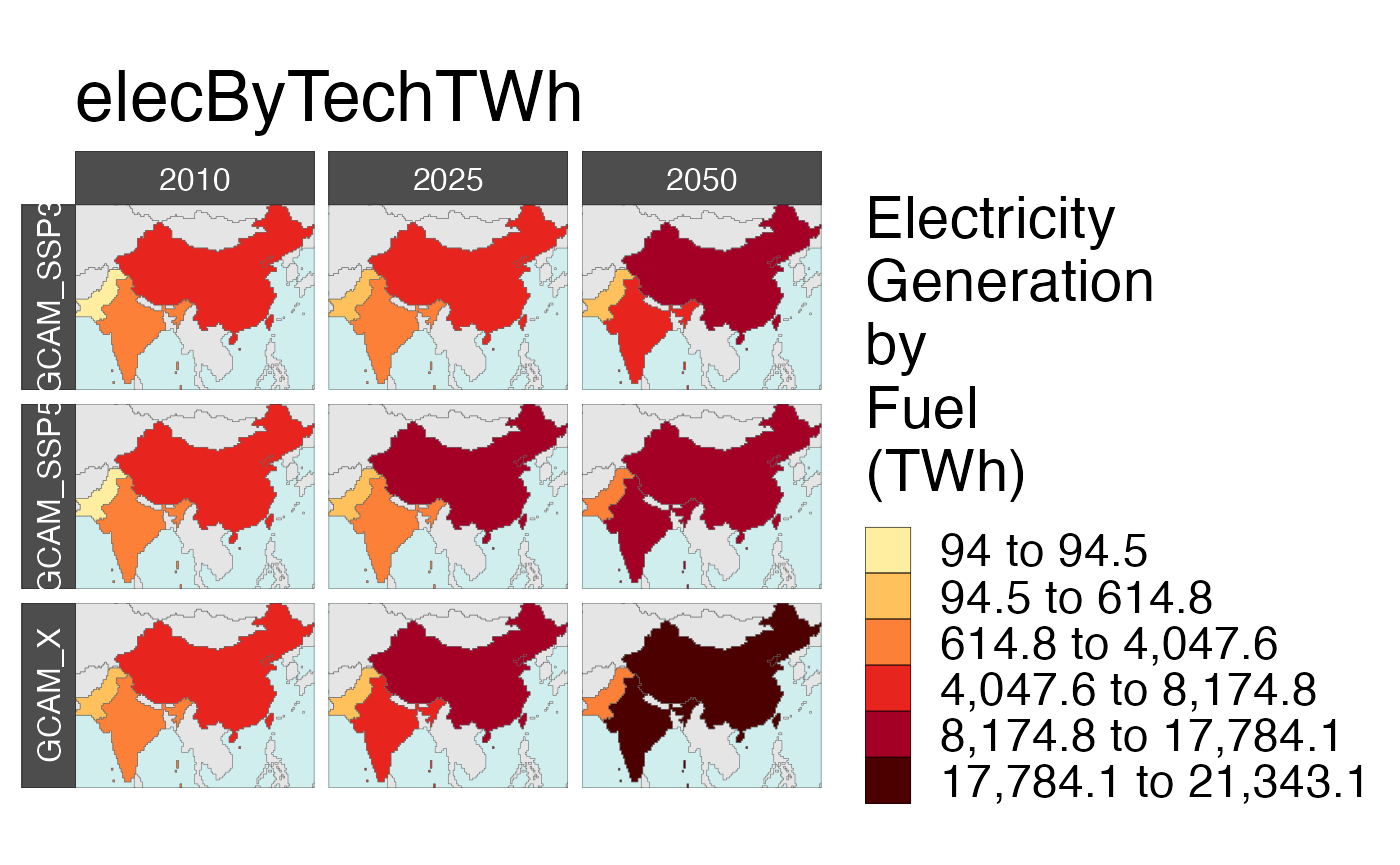 elecByTechTWh
2010
2025
2050
GCAM_SSP3
GCAM_SSP5
GCAM_X
Electricity
Generation
by
Fuel
(TWh)
94 to 94.5
94.5 to 614.8
614.8 to 4,047.6
4,047.6 to 8,174.8
8,174.8 to 17,784.1
17,784.1 to 21,343.1